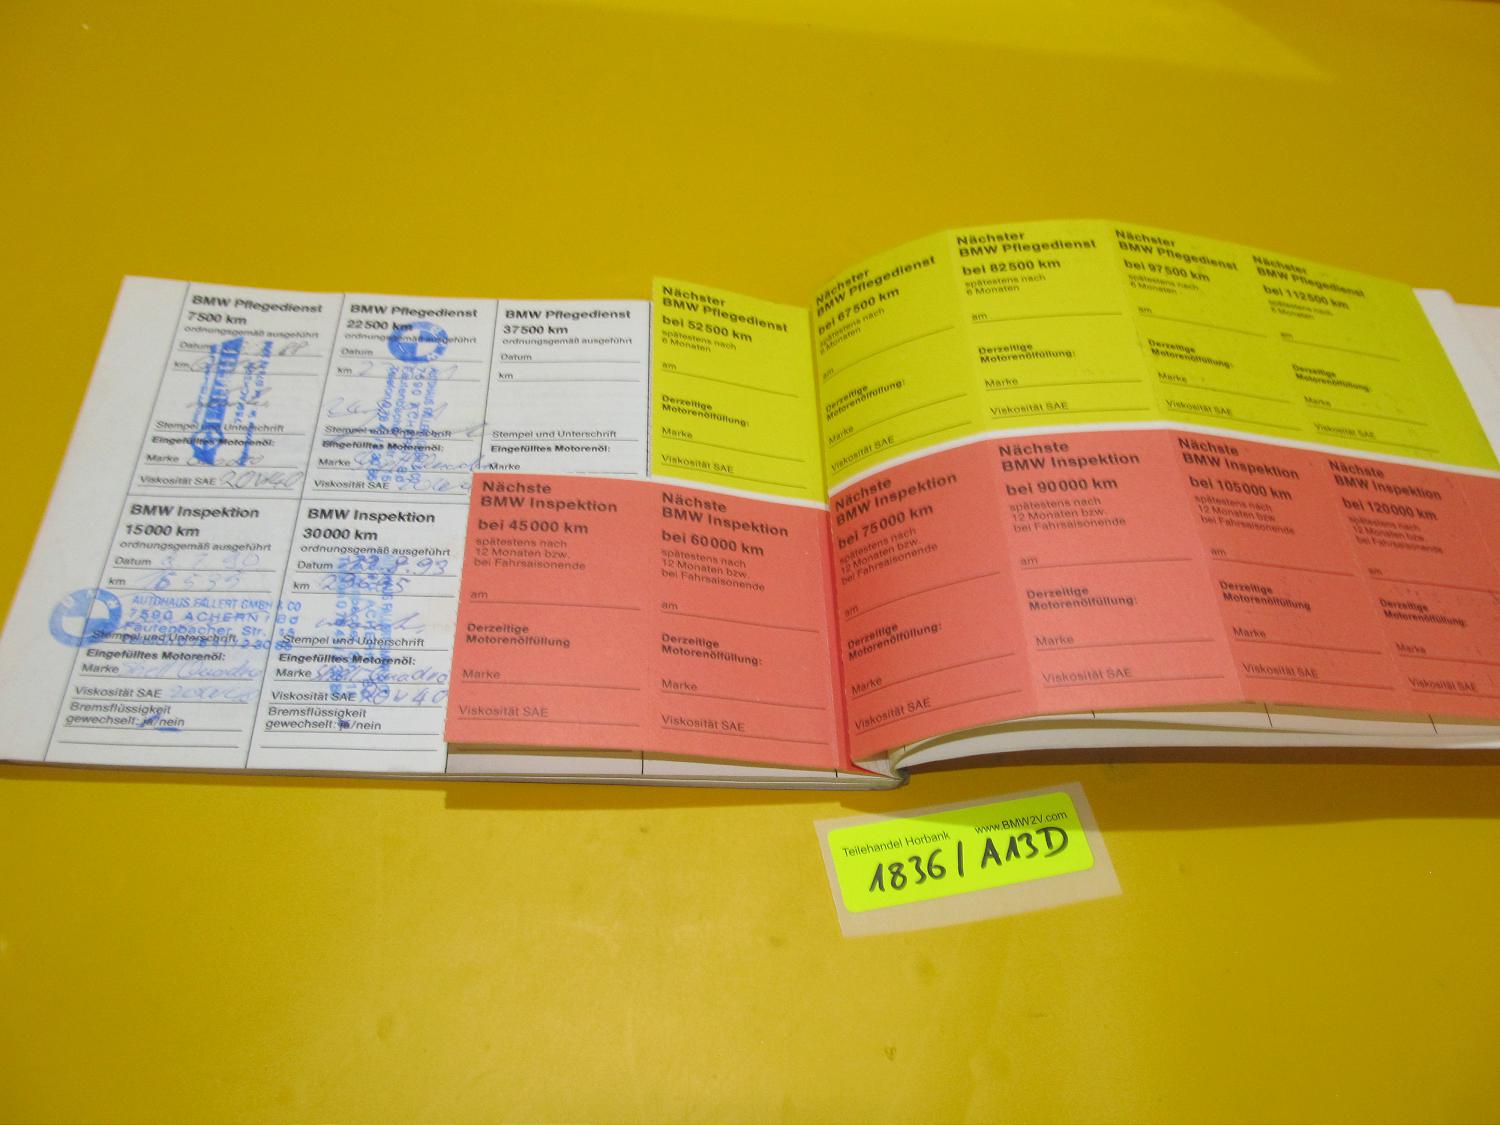 BMW Pflegedienst
7500 km
ordnungsgemäß ausgeführt
Datum
km
Stempel und Unterschrift
Eingefülltes Motorenöl:
Marke
Viskosität SAE 20W40
BMW Pflegedienst
22500 km
ordnungsgemäß ausgeführt
Datum
km
Stempel und Unterschrift
Eingefülltes Motorenöl:
Marke
Viskosität SAE
BMW Pflegedienst
37500 km
ordnungsgemäß ausgeführt
Datum
km
Stempel und Unterschrift
Eingefülltes Motorenöl:
Marke
Nächster
BMW Pflegedienst
bei 52500 km
spätestens nach
6 Monaten
am
Derzeitige
Motorenölfüllung:
Marke
Viskosität SAE
Nächster
BMW Pflegedienst
bei 67500 km
spätestens nach
6 Monaten
am
Derzeitige
Motorenölfüllung:
Marke
Viskosität SAE
Nächster
BMW Pflegedienst
bei 82500 km
spätestens nach
6 Monaten
am
Derzeitige
Motorenölfüllung:
Marke
Viskosität SAE
Nächster
BMW Pflegedienst
bei 97500 km
spätestens nach
6 Monaten
am
Derzeitige
Motorenölfüllung:
Marke
Viskosität SAE
Nächster
BMW Pflegedienst
bei 112500 km
spätestens nach
6 Monaten
am
Derzeitige
Motorenölfüllung:
Marke
Viskosität SAE
BMW Inspektion
15000 km
ordnungsgemäß ausgeführt
Datum
km
AUTOHAUS FALLERT GMBH & CO
7590 ACHERN
Fautenbacher Str.
Stempel und Unterschrift
Eingefülltes Motorenöl:
Marke
Viskosität SAE
Bremsflüssigkeit
gewechselt: ja/nein
BMW Inspektion
30000 km
ordnungsgemäß ausgeführt
Datum
km
Stempel und Unterschrift
Eingefülltes Motorenöl:
Marke
Viskosität SAE 20W40
Bremsflüssigkeit
gewechselt: ja/nein
Nächste
BMW Inspektion
bei 45000 km
spätestens nach
12 Monaten bzw.
bei Fahrsaisonende
am
Derzeitige
Motorenölfüllung
Marke
Viskosität SAE
Nächste
BMW Inspektion
bei 60000 km
spätestens nach
12 Monaten bzw.
bei Fahrsaisonende
am
Derzeitige
Motorenölfüllung:
Marke
Viskosität SAE
Nächste
BMW Inspektion
bei 75000 km
spätestens nach
12 Monaten bzw.
bei Fahrsaisonende
am
Derzeitige
Motorenölfüllung:
Marke
Viskosität SAE
Nächste
BMW Inspektion
bei 90000 km
spätestens nach
12 Monaten bzw.
bei Fahrsaisonende
am
Derzeitige
Motorenölfüllung:
Marke
Viskosität SAE
Nächste
BMW Inspektion
bei 105000 km
spätestens nach
12 Monaten bzw.
bei Fahrsaisonende
am
Derzeitige
Motorenölfüllung
Marke
Viskosität SAE
Nächste
BMW Inspektion
bei 120000 km
spätestens nach
12 Monaten bzw.
bei Fahrsaisonende
am
Derzeitige
Motorenölfüllung:
Marke
Viskosität SAE
Teilehandel Horbank www.BMW2V.com
1836/ A13D